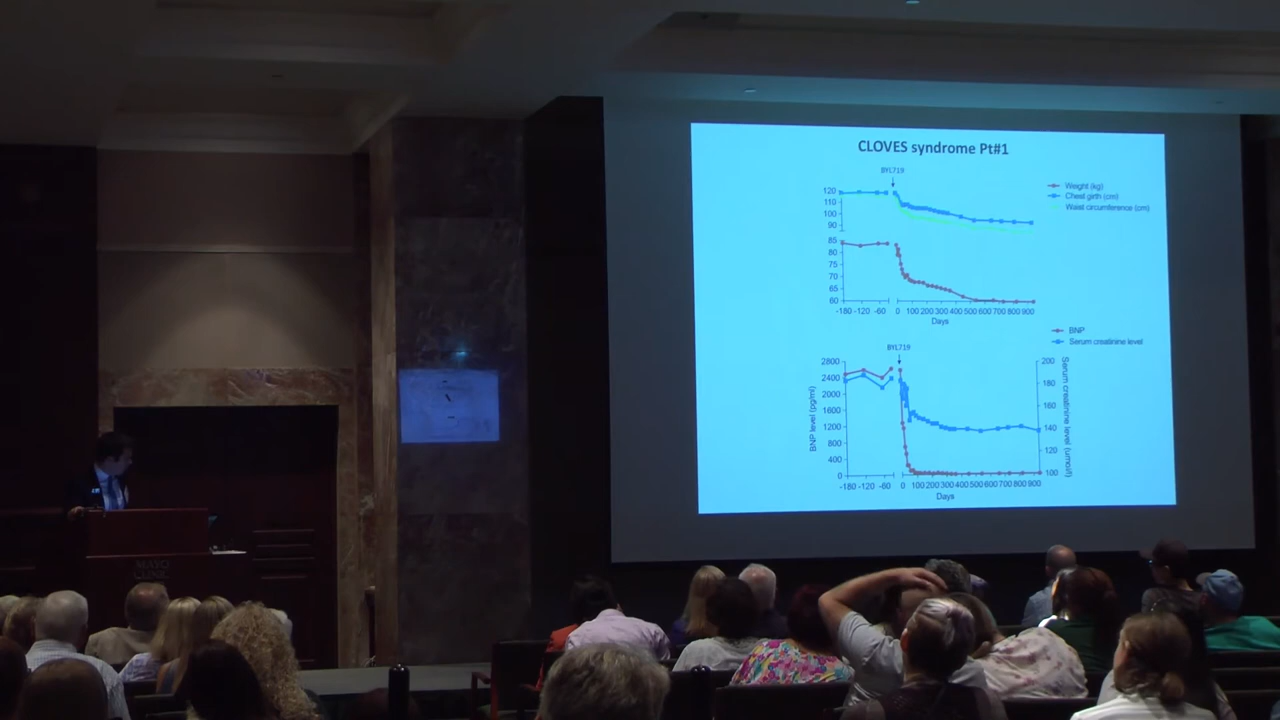 CLOVES syndrome Pt#1
BYL719
120
110
100
90
85
80
75
70
65
60
-180 -120 -60 0 100 200 300 400 500 600 700 800 900
Days
Weight (kg)
Chest girth (cm)
Waist circumference (cm)
BNP
Serum creatinine level
BYL719
BNP level (pg/ml)
2800
2400
2000
1600
1200
800
400
0
200
180
160
140
120
100
Serum creatinine level (umol/l)
-180 -120 -60 0 100 200 300 400 500 600 700 800 900
Days
MAYO
CLINIC